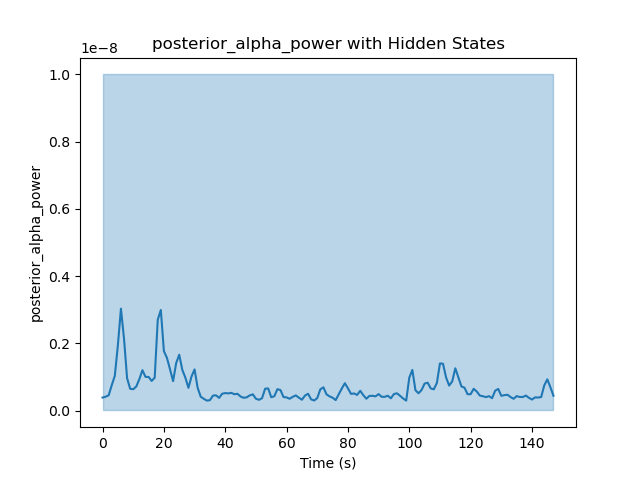 posterior_alpha_power with Hidden States
1e−8
1.0
0.8
0.6
0.4
0.2
0.0
posterior_alpha_power
0 20 40 60 80 100 120 140
Time (s)